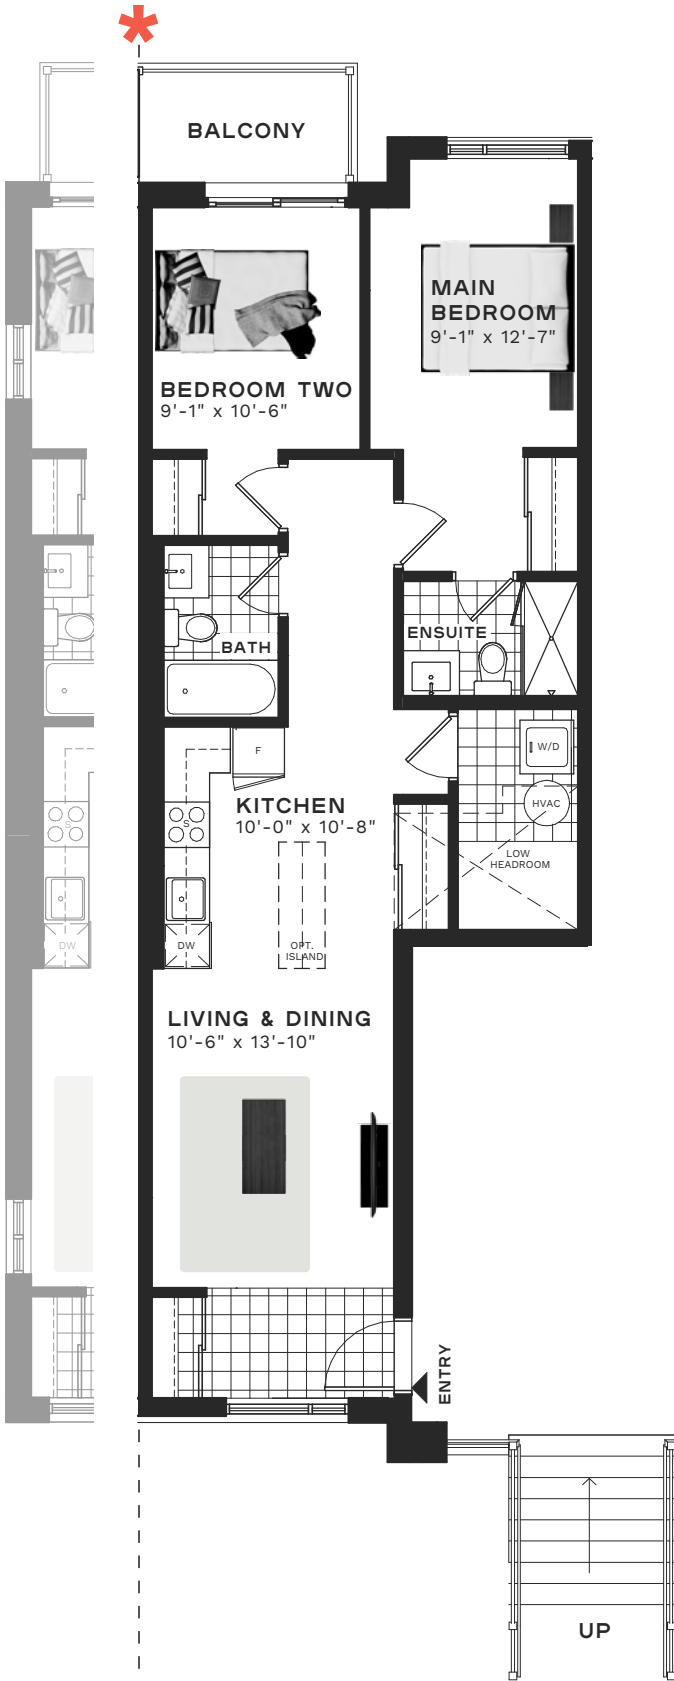 *
BALCONY
MAIN
BEDROOM
9'-1" x 12'-7"
BEDROOM TWO
9'-1" x 10'-6"
BATH
ENSUITE
F
W/D
KITCHEN
10'-0" x 10'-8"
HVAC
S
S
LOW
HEADROOM
DW
DW
OPT.
ISLAND
LIVING & DINING
10'-6" x 13'-10"
ENTRY
UP